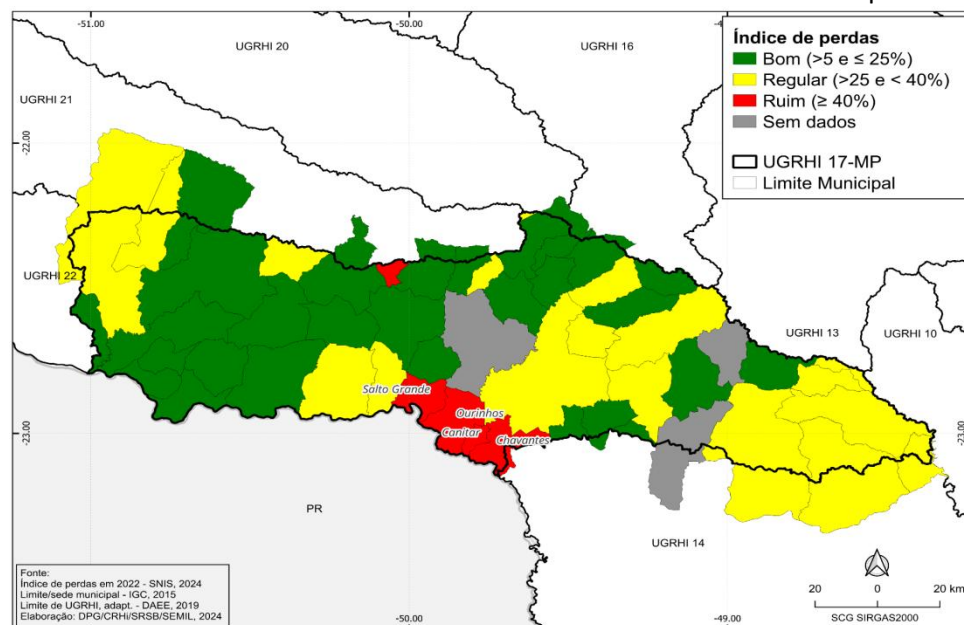 -51.00
-50.00
-49.00
UGRHI 20
UGRHI 16
Índice de perdas
Bom (>5 e ≤ 25%)
Regular (>25 e < 40%)
Ruim (≥ 40%)
Sem dados
UGRHI 17-MP
Limite Municipal
UGRHI 21
-22.00
-22.00
UGRHI 22
UGRHI 13
UGRHI 10
Salto Grande
Ourinhos
Canitar
Chavantes
-23.00
-23.00
PR
UGRHI 14
Fonte:
Índice de perdas em 2022 - SNIS, 2024
Limite/sede municipal - IGC, 2015
Limite de UGRHI, adapt. - DAEE, 2019
Elaboração: DPG/CRHi/SRSB/SEMIL, 2024
20 0 20 km
SCG SIRGAS2000
-50.00
-49.00